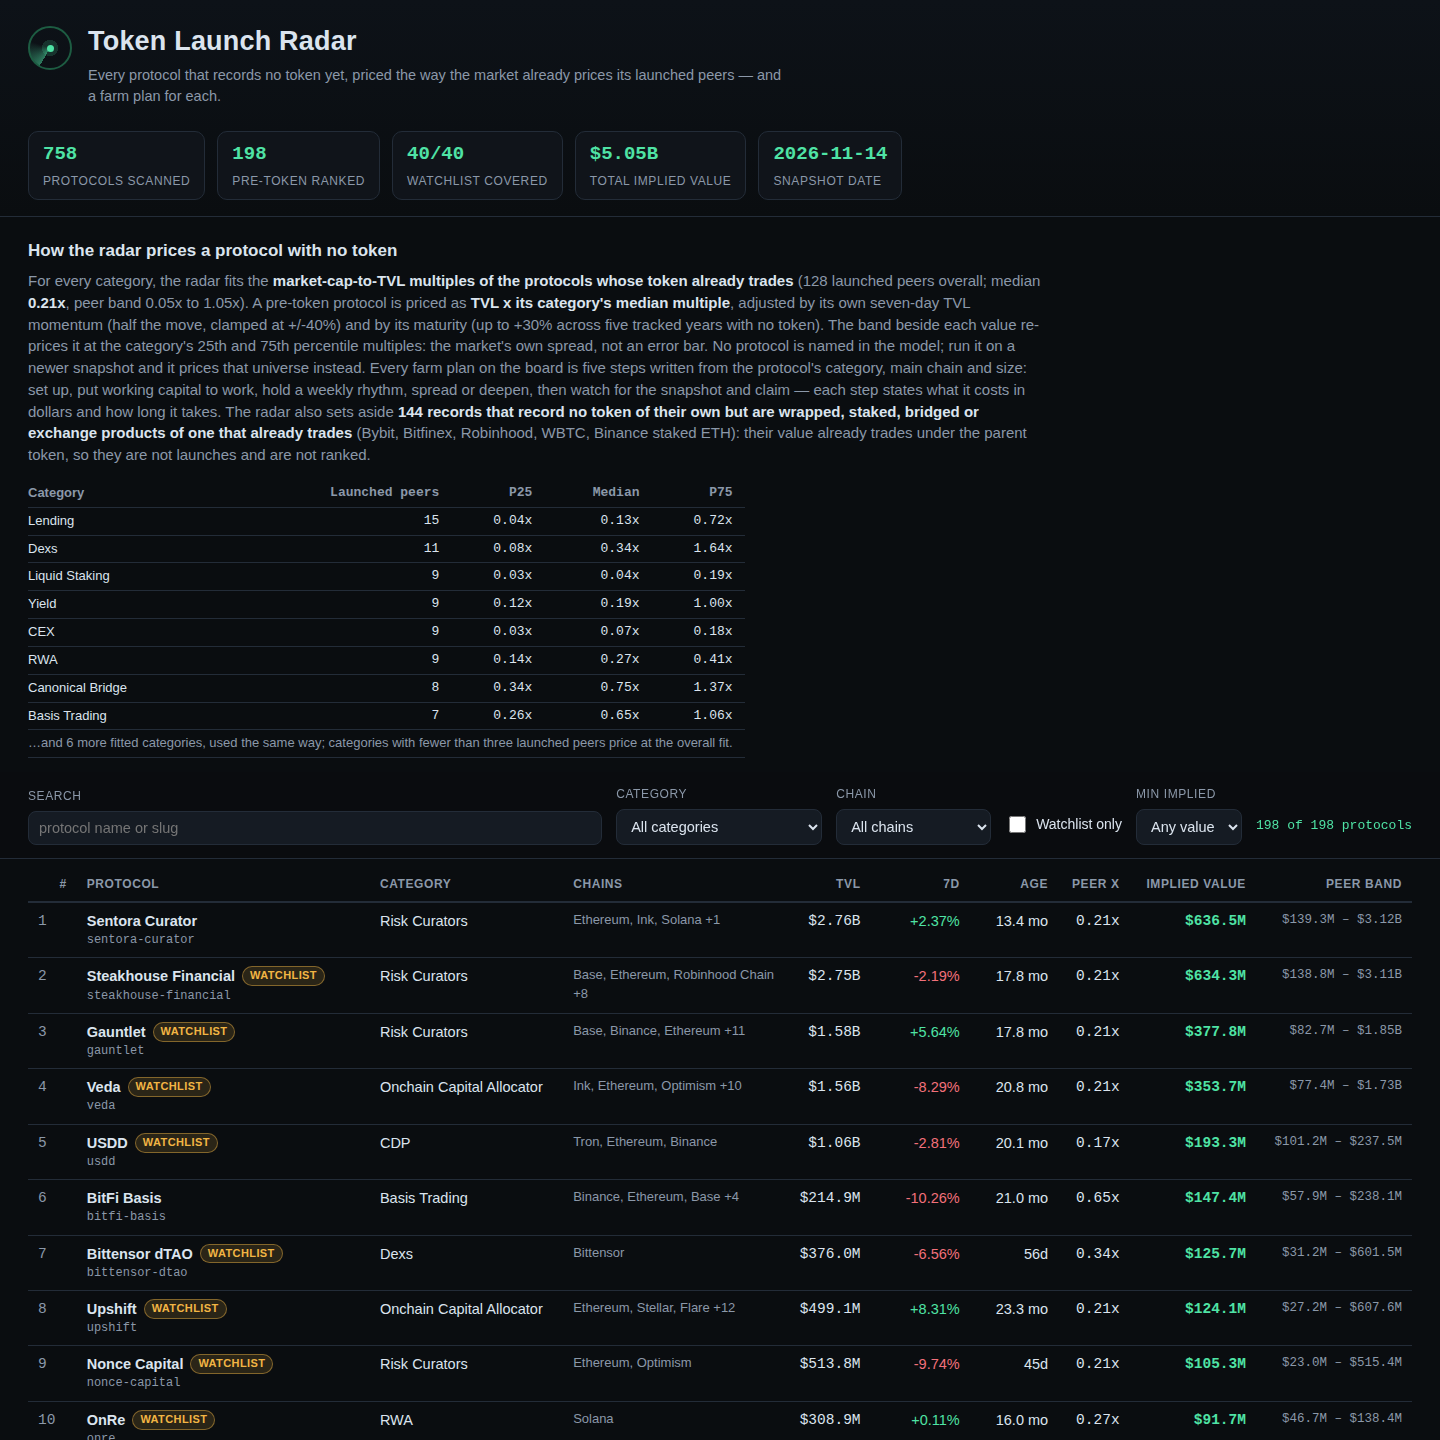 Token Launch Radar
Every protocol that records no token yet, priced the way the market already prices its launched peers — and
a farm plan for each.
758
PROTOCOLS SCANNED
198
PRE-TOKEN RANKED
40/40
WATCHLIST COVERED
$5.05B
TOTAL IMPLIED VALUE
2026-11-14
SNAPSHOT DATE
How the radar prices a protocol with no token
For every category, the radar fits the market-cap-to-TVL multiples of the protocols whose token already trades (128 launched peers overall; median
0.21x, peer band 0.05x to 1.05x). A pre-token protocol is priced as TVL x its category's median multiple, adjusted by its own seven-day TVL
momentum (half the move, clamped at +/-40%) and by its maturity (up to +30% across five tracked years with no token). The band beside each value re-
prices it at the category's 25th and 75th percentile multiples: the market's own spread, not an error bar. No protocol is named in the model; run it on a
newer snapshot and it prices that universe instead. Every farm plan on the board is five steps written from the protocol's category, main chain and size:
set up, put working capital to work, hold a weekly rhythm, spread or deepen, then watch for the snapshot and claim — each step states what it costs in
dollars and how long it takes. The radar also sets aside 144 records that record no token of their own but are wrapped, staked, bridged or
exchange products of one that already trades (Bybit, Bitfinex, Robinhood, WBTC, Binance staked ETH): their value already trades under the parent
token, so they are not launches and are not ranked.
Category Launched peers P25 Median P75
Lending 15 0.04x 0.13x 0.72x
Dexs 11 0.08x 0.34x 1.64x
Liquid Staking 9 0.03x 0.04x 0.19x
Yield 9 0.12x 0.19x 1.00x
CEX 9 0.03x 0.07x 0.18x
RWA 9 0.14x 0.27x 0.41x
Canonical Bridge 8 0.34x 0.75x 1.37x
Basis Trading 7 0.26x 0.65x 1.06x
…and 6 more fitted categories, used the same way; categories with fewer than three launched peers price at the overall fit.
SEARCH CATEGORY CHAIN MIN IMPLIED
protocol name or slug All categories All chains Watchlist only Any value 198 of 198 protocols
# PROTOCOL CATEGORY CHAINS TVL 7D AGE PEER X IMPLIED VALUE PEER BAND
1 Sentora Curator Risk Curators Ethereum, Ink, Solana +1 $2.76B +2.37% 13.4 mo 0.21x $636.5M $139.3M – $3.12B
sentora-curator
2 Steakhouse Financial WATCHLIST Risk Curators Base, Ethereum, Robinhood Chain $2.75B -2.19% 17.8 mo 0.21x $634.3M $138.8M – $3.11B
steakhouse-financial +8
3 Gauntlet WATCHLIST Risk Curators Base, Binance, Ethereum +11 $1.58B +5.64% 17.8 mo 0.21x $377.8M $82.7M – $1.85B
gauntlet
4 Veda WATCHLIST Onchain Capital Allocator Ink, Ethereum, Optimism +10 $1.56B -8.29% 20.8 mo 0.21x $353.7M $77.4M – $1.73B
veda
5 USDD WATCHLIST CDP Tron, Ethereum, Binance $1.06B -2.81% 20.1 mo 0.17x $193.3M $101.2M – $237.5M
usdd
6 BitFi Basis Basis Trading Binance, Ethereum, Base +4 $214.9M -10.26% 21.0 mo 0.65x $147.4M $57.9M – $238.1M
bitfi-basis
7 Bittensor dTAO WATCHLIST Dexs Bittensor $376.0M -6.56% 56d 0.34x $125.7M $31.2M – $601.5M
bittensor-dtao
8 Upshift WATCHLIST Onchain Capital Allocator Ethereum, Stellar, Flare +12 $499.1M +8.31% 23.3 mo 0.21x $124.1M $27.2M – $607.6M
upshift
9 Nonce Capital WATCHLIST Risk Curators Ethereum, Optimism $513.8M -9.74% 45d 0.21x $105.3M $23.0M – $515.4M
nonce-capital
10 OnRe WATCHLIST RWA Solana $308.9M +0.11% 16.0 mo 0.27x $91.7M $46.7M – $138.4M
onre